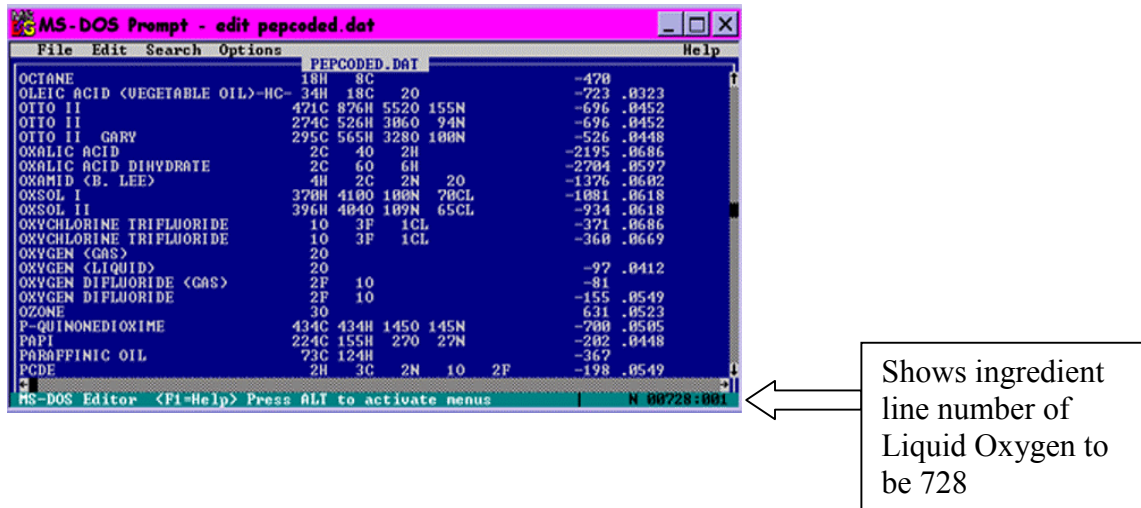 MS-DOS Prompt - edit pepcoded.dat
File Edit Search Options Help
PEPCODED.DAT
OCTANE 18H 8C -470
OLEIC ACID (VEGETABLE OIL)-HC- 34H 18C 2O -723 .0323
OTTO II 471C 876H 552O 155N -696 .0452
OTTO II 274C 526H 306O 94N -696 .0452
OTTO II GARY 295C 565H 328O 100N -526 .0448
OXALIC ACID 2C 4O 2H -2195 .0686
OXALIC ACID DIHYDRATE 2C 6O 6H -2704 .0597
OXAMID (B. LEE) 4H 2C 2N 2O -1376 .0602
OXSOL I 370H 410O 100N 70CL -1081 .0618
OXSOL II 396H 404O 109N 65CL -934 .0618
OXYCHLORINE TRIFLUORIDE 1O 3F 1CL -371 .0686
OXYCHLORINE TRIFLUORIDE 1O 3F 1CL -360 .0669
OXYGEN (GAS) 2O
OXYGEN (LIQUID) 2O -97 .0412
OXYGEN DIFLUORIDE (GAS) 2F 1O -81
OXYGEN DIFLUORIDE 2F 1O -155 .0549
OZONE 3O 631 .0523
P-QUINONEDIOXIME 434C 434H 145O 145N -700 .0505
PAPI 224C 155H 27O 27N -202 .0448
PARAFFINIC OIL 73C 124H -367
PCDE 2H 3C 2N 1O 2F -198 .0549
MS-DOS Editor <F1=Help> Press ALT to activate menus N 00728:001
Shows ingredient
line number of
Liquid Oxygen to
be 728